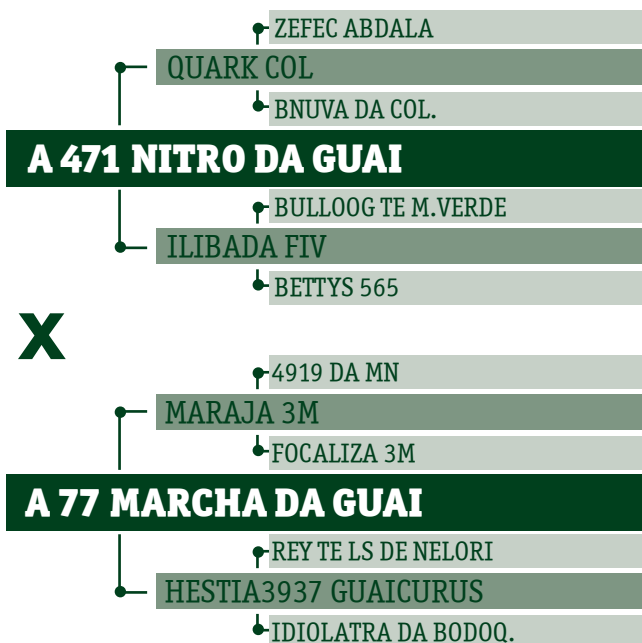 ZEFEC ABDALA
QUARK COL
BNUVA DA COL.
A 471 NITRO DA GUAI
BULLOOG TE M.VERDE
ILIBADA FIV
BETTYS 565
X
4919 DA MN
MARAJA 3M
FOCALIZA 3M
A 77 MARCHA DA GUAI
REY TE LS DE NELORI
HESTIA3937 GUAICURUS
IDIOLATRA DA BODOQ.